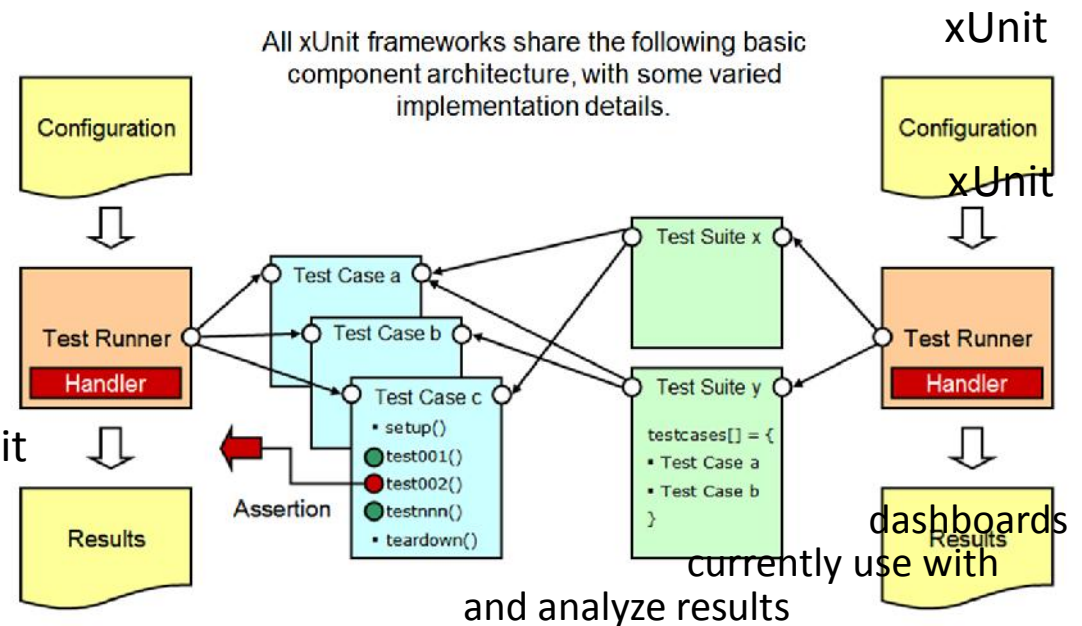 xUnit
All xUnit frameworks share the following basic
component architecture, with some varied
implementation details.
Configuration
Configuration
xUnit
Test Runner
Handler
Test Case a
Test Case b
Test Case c
▪ setup()
test001()
test002()
testnnn()
▪ teardown()
Assertion
Test Suite x
Test Suite y
testcases[] = {
▪ Test Case a
▪ Test Case b
}
Test Runner
Handler
it
Results
Results
dashboards
currently use with
and analyze results